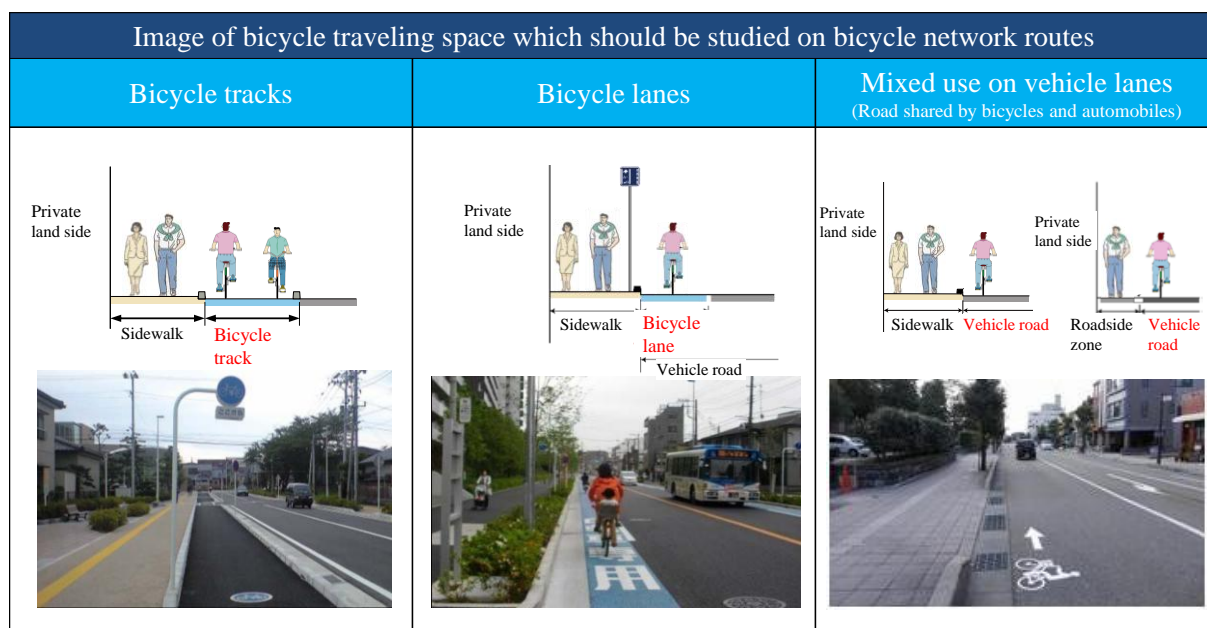 Image of bicycle traveling space which should be studied on bicycle network routes
Bicycle tracks
Bicycle lanes
Mixed use on vehicle lanes
(Road shared by bicycles and automobiles)
Private
land side
Sidewalk
Bicycle
track
Private
land side
Sidewalk
Bicycle
lane
Vehicle road
Private
land side
Sidewalk
Vehicle road
Private
land side
Roadside
zone
Vehicle
road
用